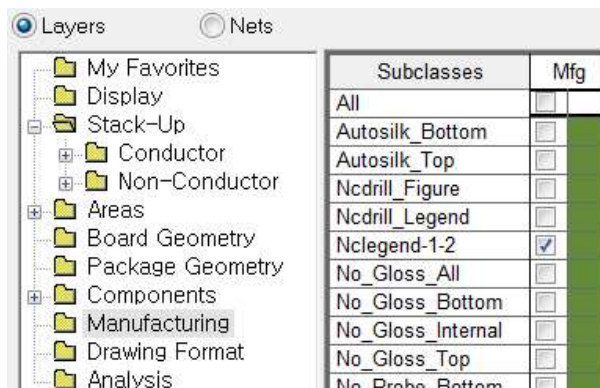 Layers Nets
My Favorites
Display
Stack-Up
Conductor
Non-Conductor
Areas
Board Geometry
Package Geometry
Components
Manufacturing
Drawing Format
Analysis
Subclasses Mfg
All
Autosilk_Bottom
Autosilk_Top
Ncdrill_Figure
Ncdrill_Legend
Nclegend-1-2
No_Gloss_All
No_Gloss_Bottom
No_Gloss_Internal
No_Gloss_Top
No_Probe_Bottom